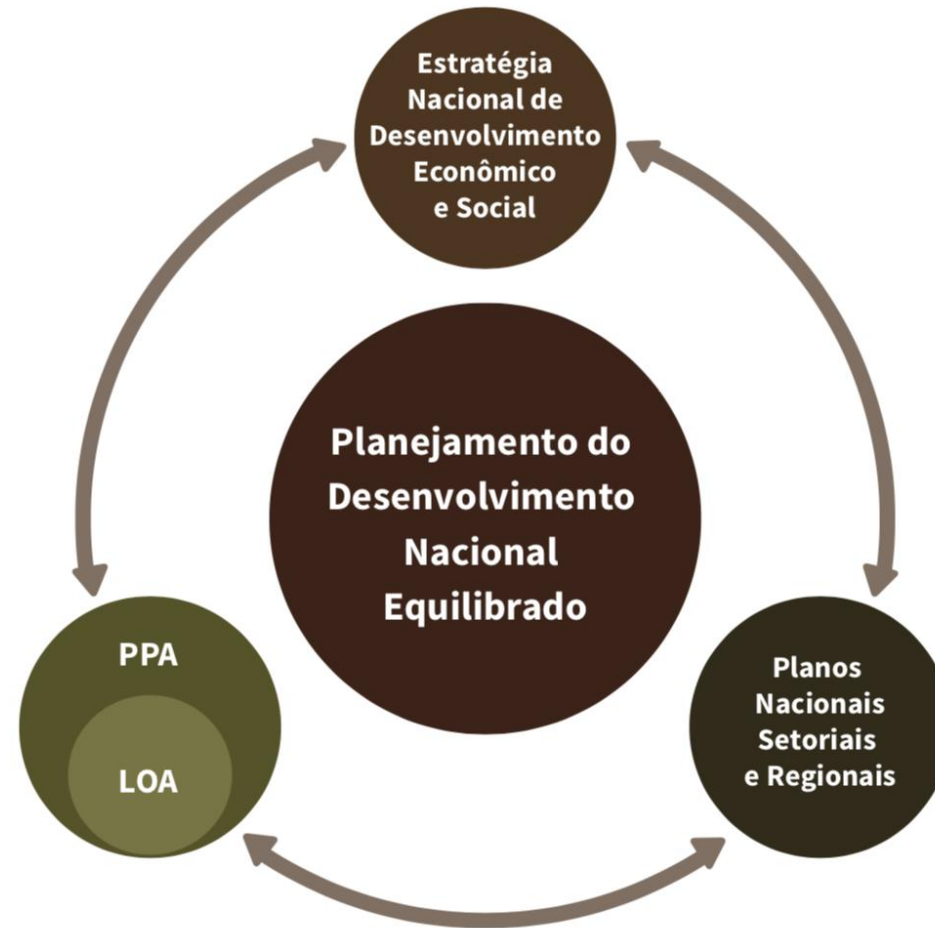 Estratégia
Nacional de
Desenvolvimento
Econômico
e Social
Planejamento do
Desenvolvimento
Nacional
Equilibrado
PPA
LOA
Planos
Nacionais
Setoriais
e Regionais